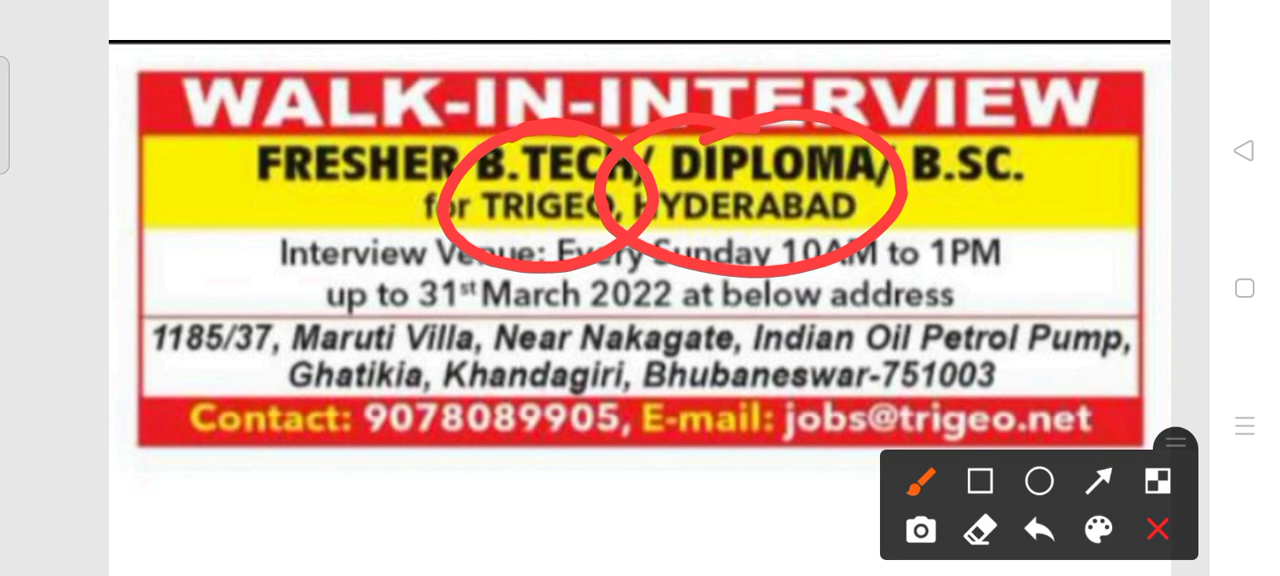 WALK-IN-INTERVIEW
FRESHER B.TECH/ DIPLOMA/ B.SC.
for TRIGEO, HYDERABAD
Interview Venue: Every Sunday 10AM to 1PM
up to 31st March 2022 at below address
1185/37, Maruti Villa, Near Nakagate, Indian Oil Petrol Pump,
Ghatikia, Khandagiri, Bhubaneswar-751003
Contact: 9078089905, E-mail: jobs@trigeo.net